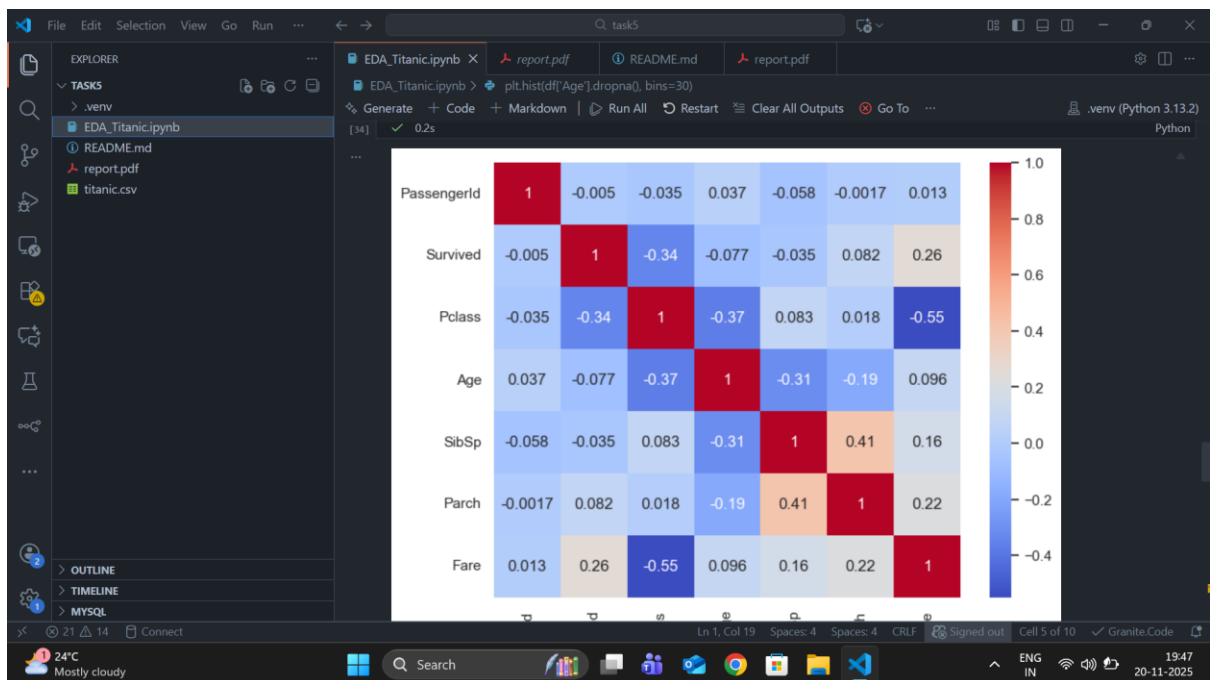 File Edit Selection View Go Run ··· task5
EXPLORER ···
TASK5
.venv
EDA_Titanic.ipynb
README.md
report.pdf
titanic.csv
OUTLINE
TIMELINE
MYSQL
EDA_Titanic.ipynb report.pdf README.md report.pdf
EDA_Titanic.ipynb > plt.hist(df['Age'].dropna(), bins=30)
Generate + Code + Markdown | Run All Restart Clear All Outputs Go To ··· .venv (Python 3.13.2)
[34] 0.2s Python
PassengerId 1 -0.005 -0.035 0.037 -0.058 -0.0017 0.013
Survived -0.005 1 -0.34 -0.077 -0.035 0.082 0.26
Pclass -0.035 -0.34 1 -0.37 0.083 0.018 -0.55
Age 0.037 -0.077 -0.37 1 -0.31 -0.19 0.096
SibSp -0.058 -0.035 0.083 -0.31 1 0.41 0.16
Parch -0.0017 0.082 0.018 -0.19 0.41 1 0.22
Fare 0.013 0.26 -0.55 0.096 0.16 0.22 1
d d s e p h e
1.0
0.8
0.6
0.4
0.2
0.0
−0.2
−0.4
2
1
21 14 Connect Ln 1, Col 19 Spaces: 4 Spaces: 4 CRLF Signed out Cell 5 of 10 Granite.Code
1 24°C
Mostly cloudy
Search
ENG
IN
19:47
20-11-2025